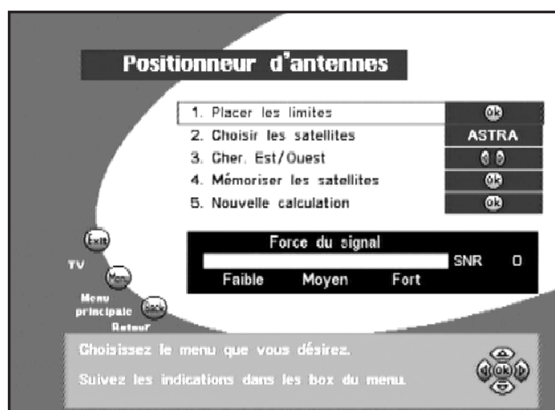 Positionneur d'antennes
1. Placer les limites Ok
2. Choisir les satellites ASTRA
3. Cher. Est/Ouest
4. Mémoriser les satellites Ok
5. Nouvelle calculation Ok
Force du signal
SNR 0
Faible Moyen Fort
Exit
TV
Menu
Menu
principale
Back
Retour
Choisissez le menu que vous désirez.
Suivez les indications dans les box du menu.
Ok